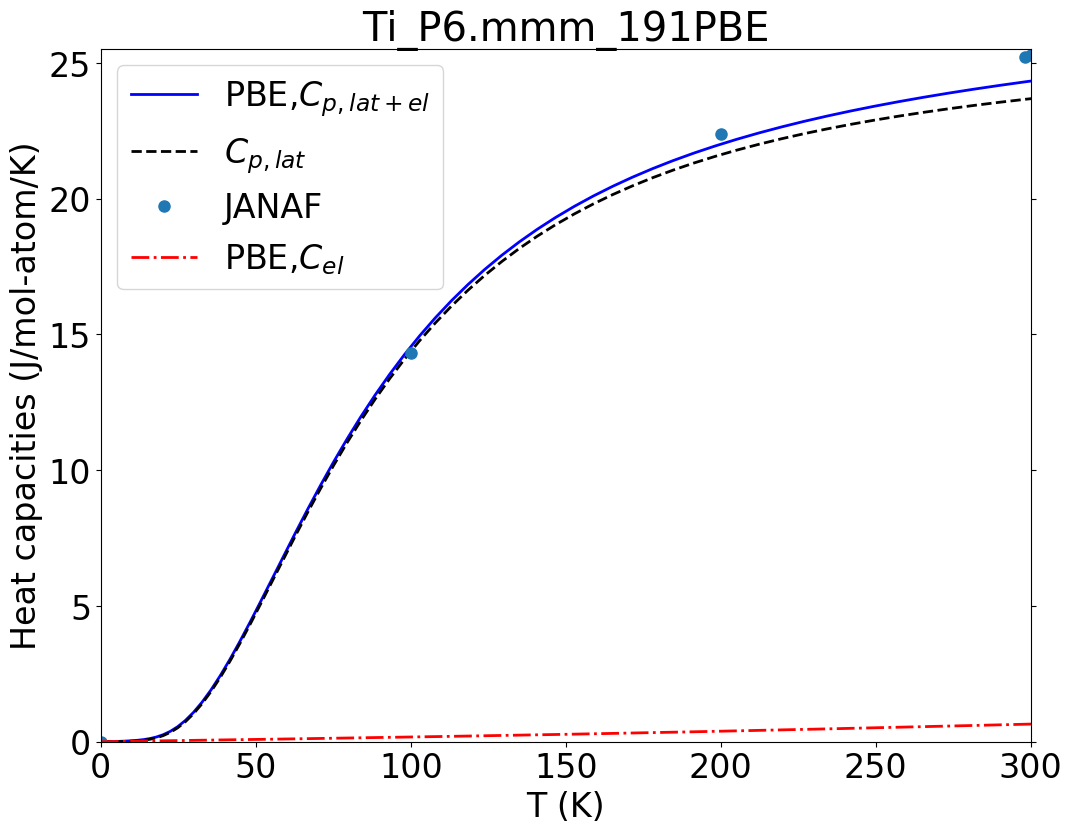 Ti_P6.mmm_191PBE
Heat capacities (J/mol-atom/K)
25
20
15
10
5
0
PBE,C_{p,lat+el}
C_{p,lat}
JANAF
PBE,C_{el}
0 50 100 150 200 250 300
T (K)